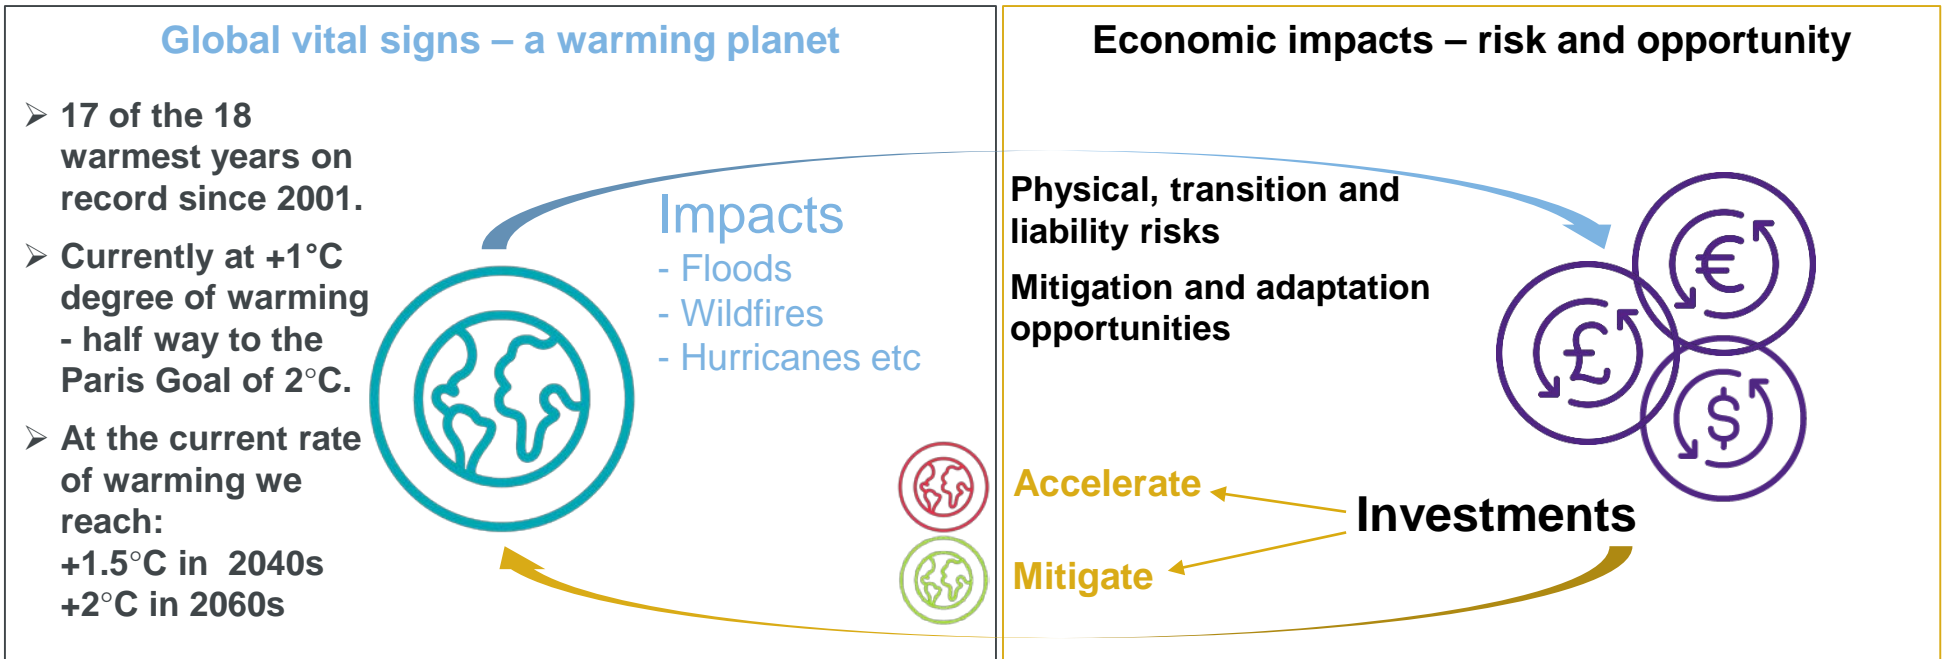 Global vital signs – a warming planet
➢ 17 of the 18
warmest years on
record since 2001.
➢ Currently at +1°C
degree of warming
- half way to the
Paris Goal of 2°C.
➢ At the current rate
of warming we
reach:
+1.5°C in 2040s
+2°C in 2060s
Impacts
- Floods
- Wildfires
- Hurricanes etc
Economic impacts – risk and opportunity
Physical, transition and
liability risks
Mitigation and adaptation
opportunities
€
£
$
Accelerate
Investments
Mitigate